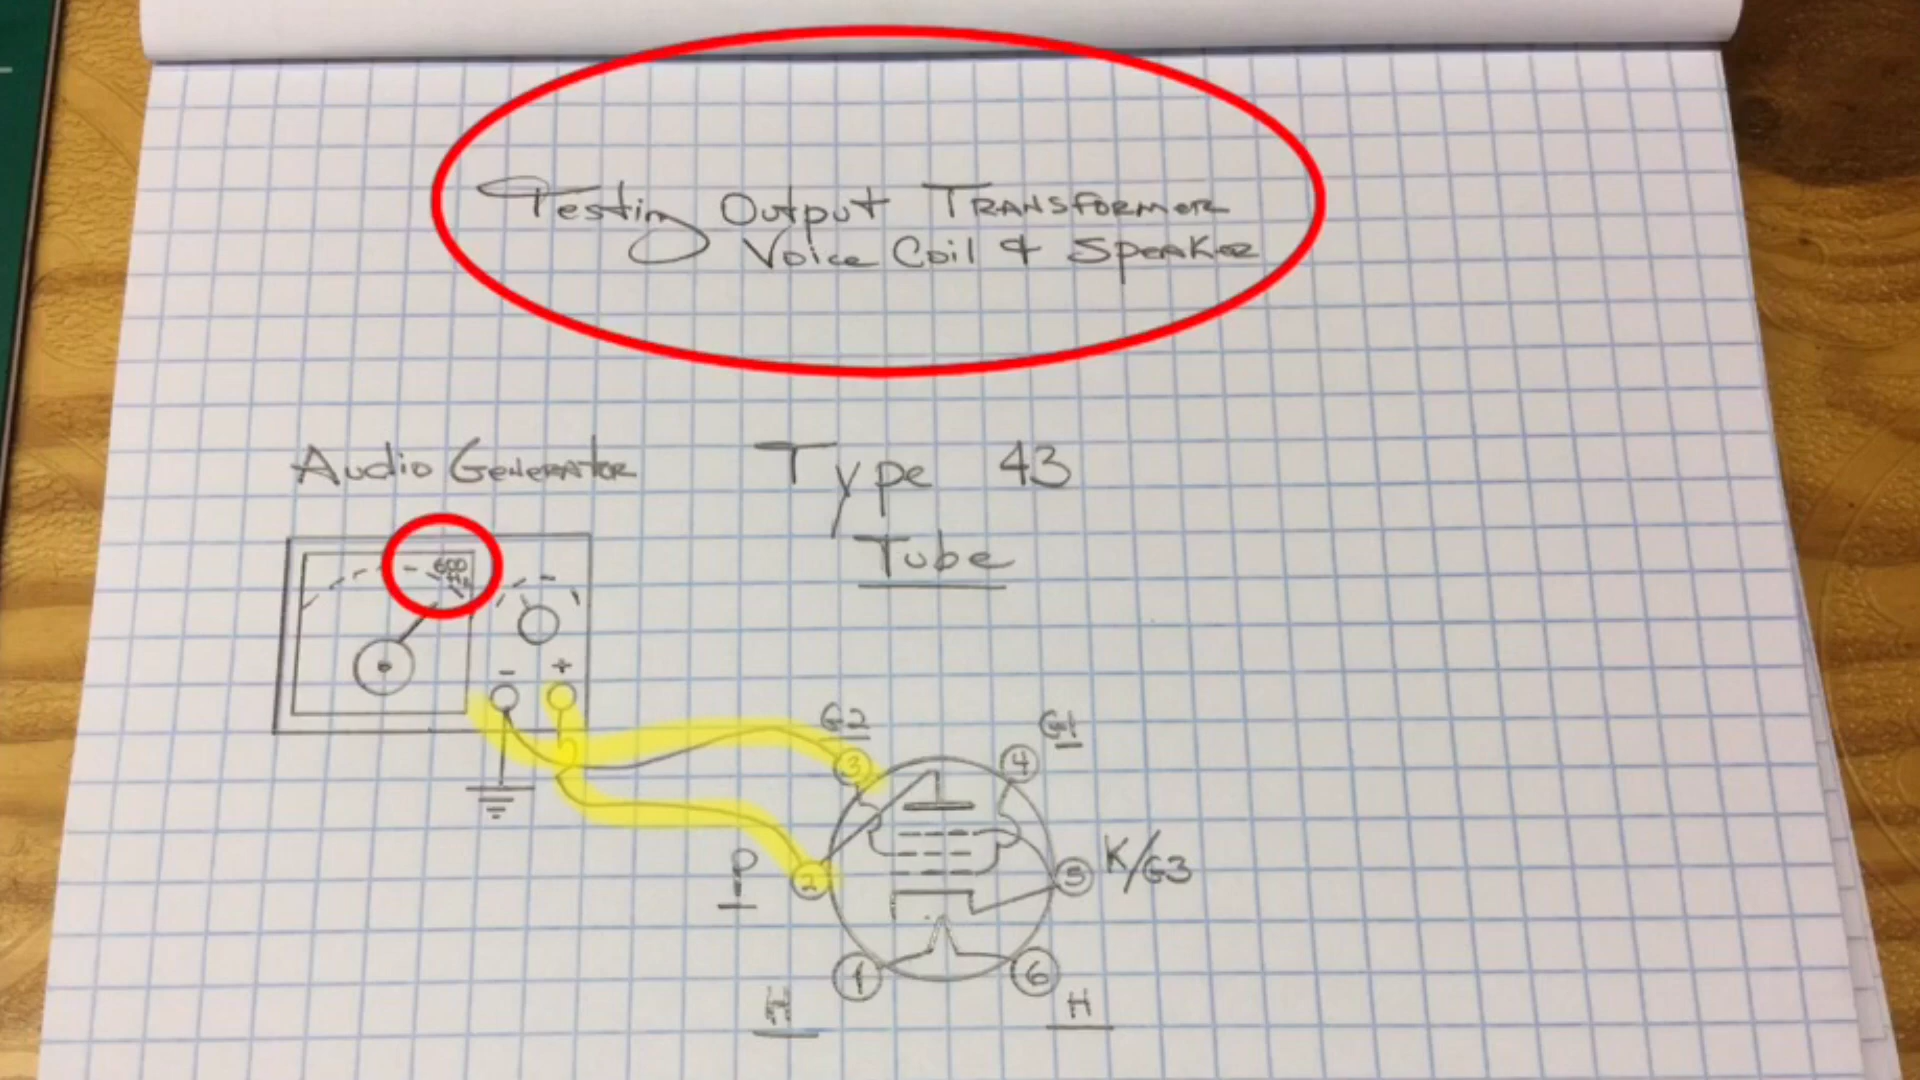 Testing Output Transformer
Voice Coil & Speaker
Audio Generator
Type 43
Tube
600
- +
G2
G1
3
4
P
2
5
K/G3
1
6
H
H